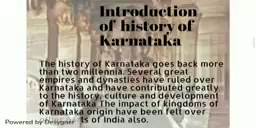 Introduction
of history of
Karnataka
The history of Karnataka goes back more
than two millennia. Several great
empires and dynasties have ruled over
Karnataka and have contributed greatly
to the history, culture and development
of Karnataka The impact of kingdoms of
Karnataka origin have been felt over
ts of India also.
Powered by Desygner